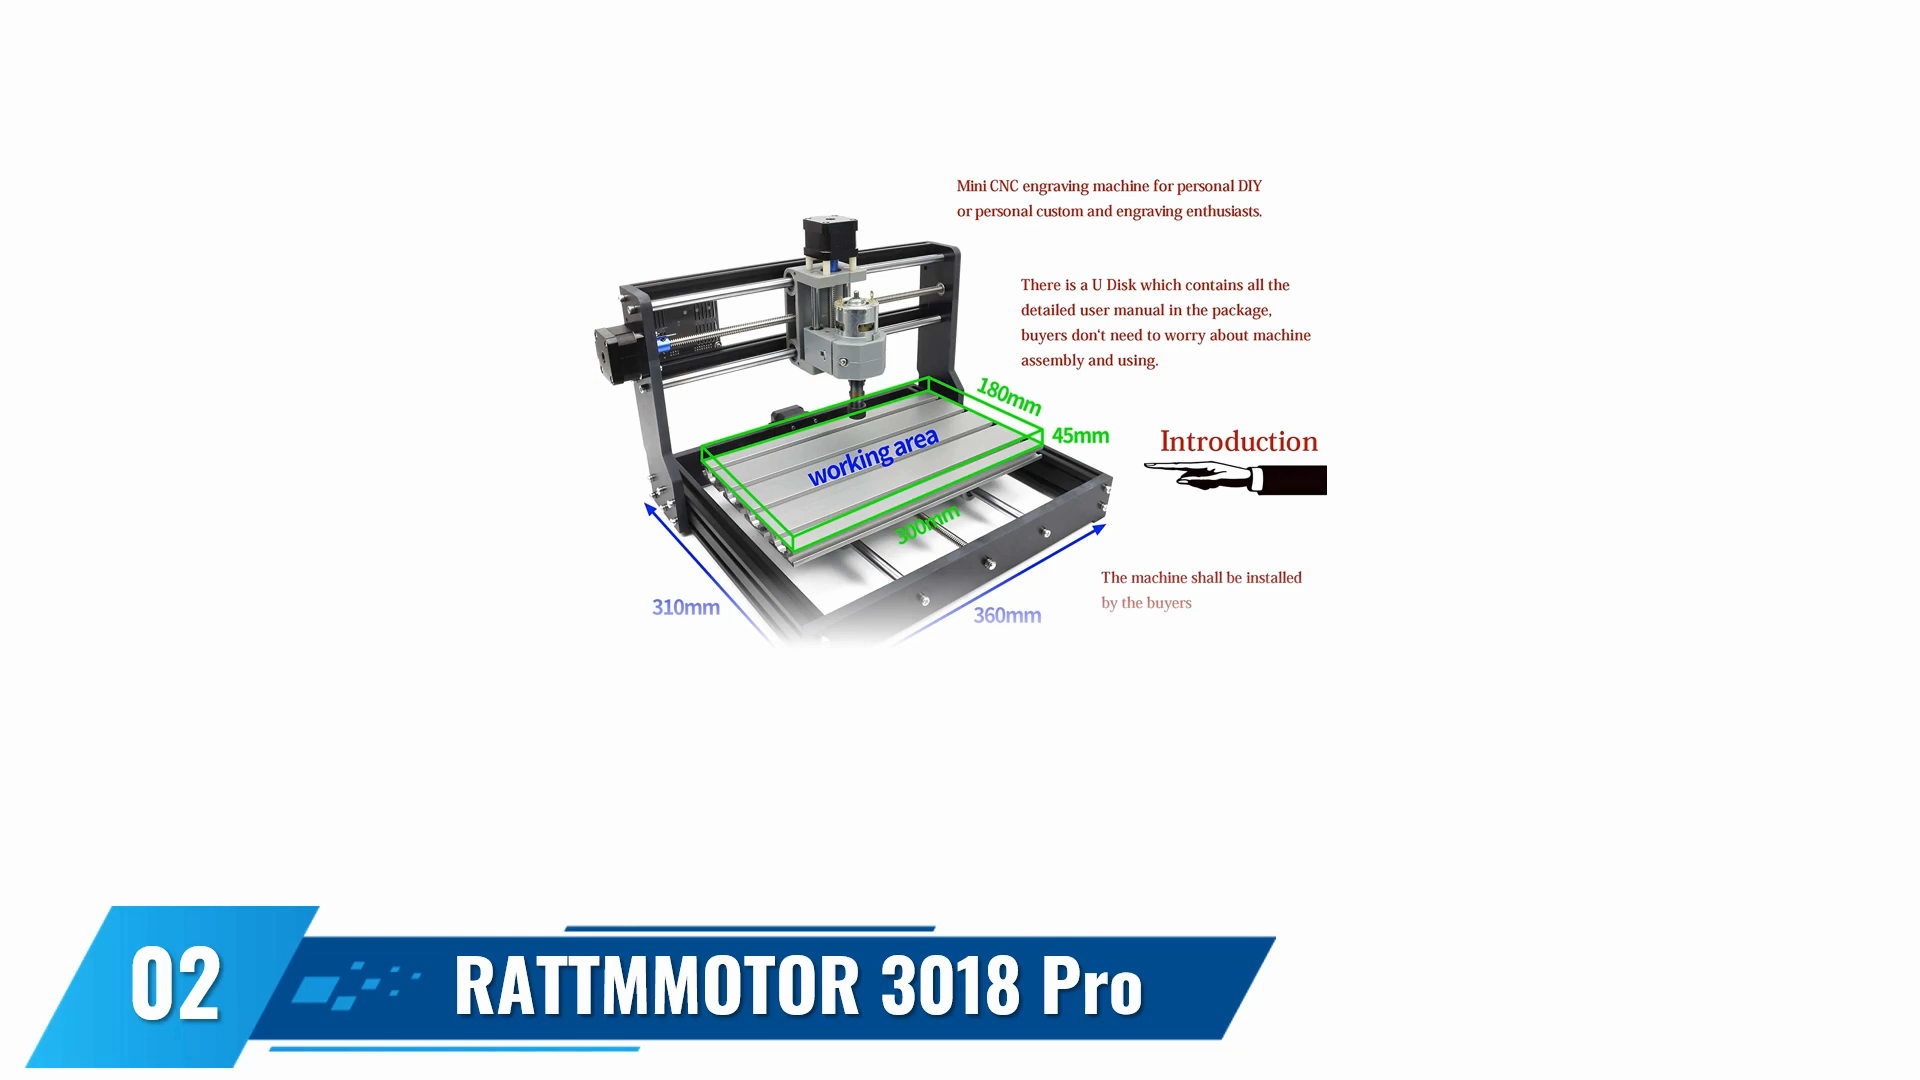 Mini CNC engraving machine for personal DIY
or personal custom and engraving enthusiasts.
There is a U Disk which contains all the
detailed user manual in the package,
buyers don't need to worry about machine
assembly and using.
180mm
45mm
working area
300mm
Introduction
The machine shall be installed
by the buyers
310mm
360mm
02
RATTMMOTOR 3018 Pro